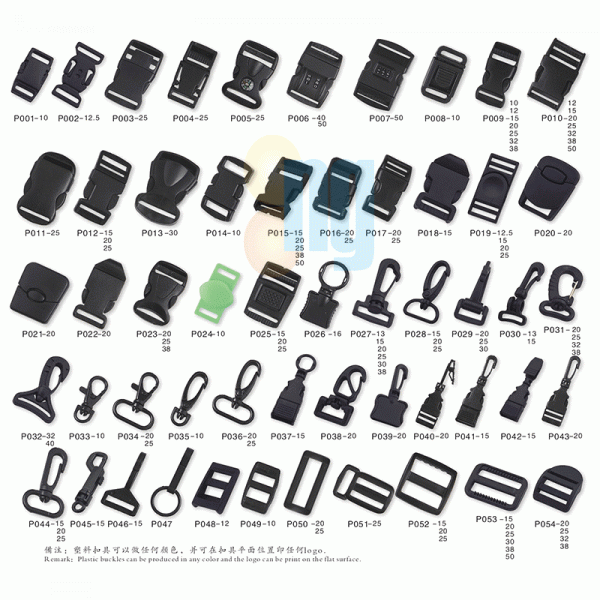 10 12
12 15
P001-10 P002-12.5 P003-25 P004-25 P005-25 P006-40 P007-50 P008-10 P009-15 P010-20
50 20 25
25 32
32 38
38 50
P011-25 P012-15 P013-30 P014-10 P015-15 P016-20 P017-20 P018-15 P019-12.5 P020-20
20 20 25 25 15
25 25 20
38 25
50
P021-20 P022-20 P023-20 P024-10 P025-15 P026-16 P027-13 P028-15 P029-20 P030-13 P031-20
25 20 15 20 25 15 25
38 25 20 25 30 32
25 38
30
38
P032-32 P033-10 P034-20 P035-10 P036-20 P037-15 P038-20 P039-20 P040-20 P041-15 P042-15 P043-20
40 25 25
P044-15 P045-15 P046-15 P047 P048-12 P049-10 P050-20 P051-25 P052-15 P053-15 P054-20
20 25 20 20 25
25 25 25 32
30 38
38
50
備注：塑料扣具可以做任何顏色，并可在扣具平面位置印任何logo.
Remark: Plastic buckles can be produced in any color and the logo can be print on the flat surface.